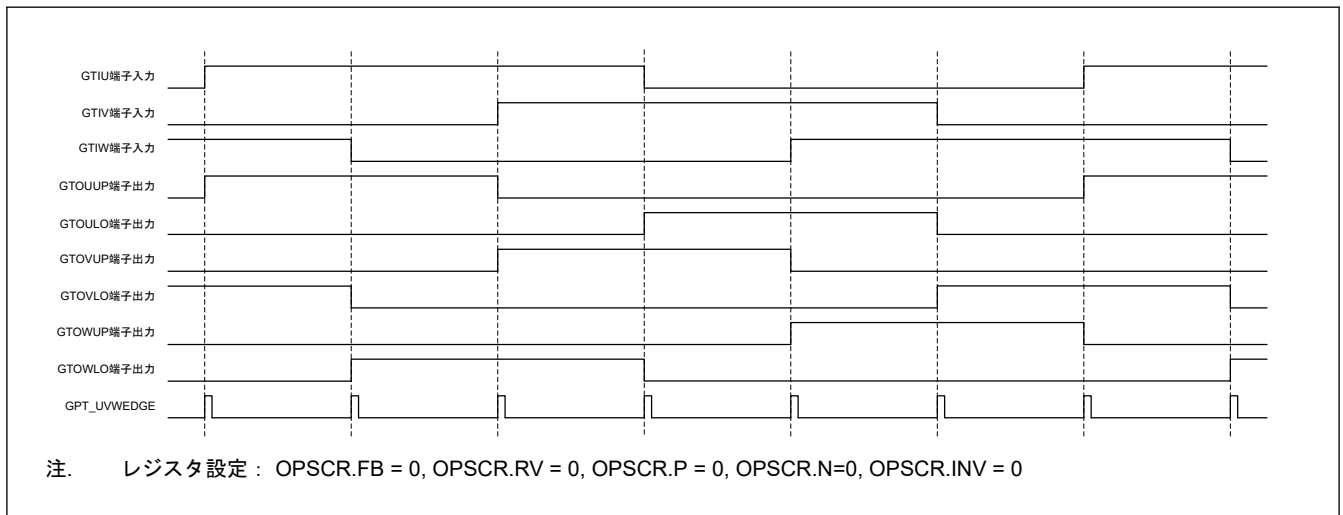 GTIU端子入力
GTIV端子入力
GTIW端子入力
GTOUUP端子出力
GTOULO端子出力
GTOVUP端子出力
GTOVLO端子出力
GTOWUP端子出力
GTOWLO端子出力
GPT_UVWEDGE
注. レジスタ設定： OPSCR.FB = 0, OPSCR.RV = 0, OPSCR.P = 0, OPSCR.N=0, OPSCR.INV = 0